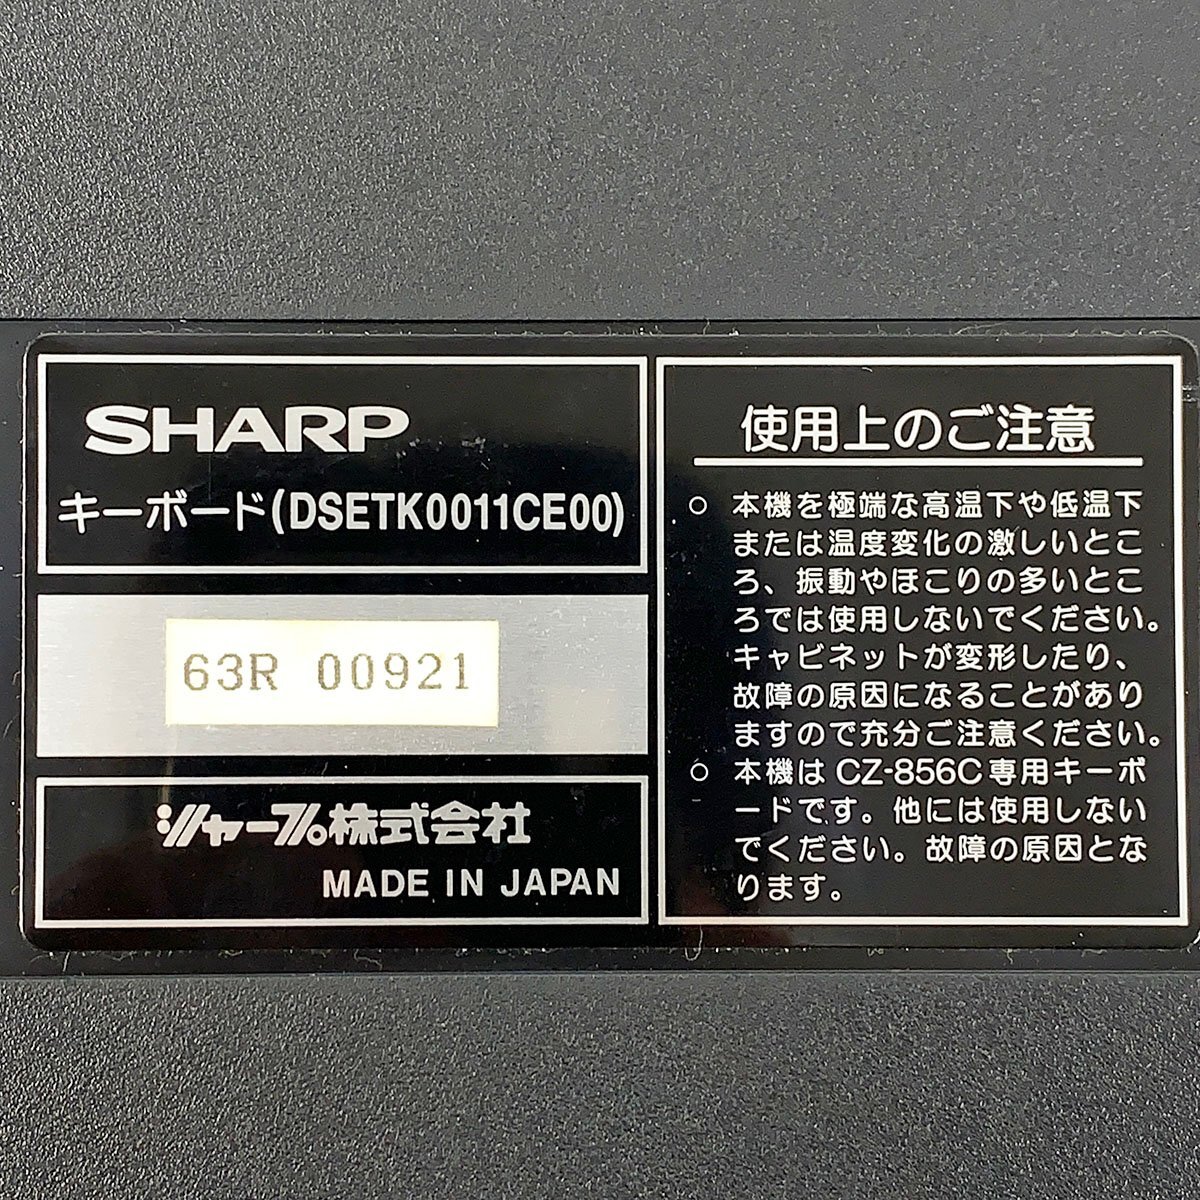 SHARP
キーボード(DSETK0011CE00)
63R 00921
シャープ株式会社
MADE IN JAPAN
使用上のご注意
○ 本機を極端な高温下や低温下
または温度変化の激しいとこ
ろ、振動やほこりの多いとこ
ろでは使用しないでください。
キャビネットが変形したり、
故障の原因になることがあり
ますので充分ご注意ください。
○ 本機は CZ-856C 専用キーボ
ードです。他には使用しない
でください。故障の原因とな
ります。